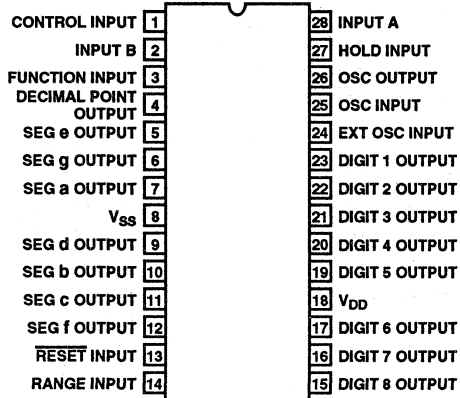 CONTROL INPUT 1
INPUT B 2
FUNCTION INPUT 3
DECIMAL POINT
OUTPUT 4
SEG e OUTPUT 5
SEG g OUTPUT 6
SEG a OUTPUT 7
VSS 8
SEG d OUTPUT 9
SEG b OUTPUT 10
SEG c OUTPUT 11
SEG f OUTPUT 12
RESET INPUT 13
RANGE INPUT 14
28 INPUT A
27 HOLD INPUT
26 OSC OUTPUT
25 OSC INPUT
24 EXT OSC INPUT
23 DIGIT 1 OUTPUT
22 DIGIT 2 OUTPUT
21 DIGIT 3 OUTPUT
20 DIGIT 4 OUTPUT
19 DIGIT 5 OUTPUT
18 VDD
17 DIGIT 6 OUTPUT
16 DIGIT 7 OUTPUT
15 DIGIT 8 OUTPUT